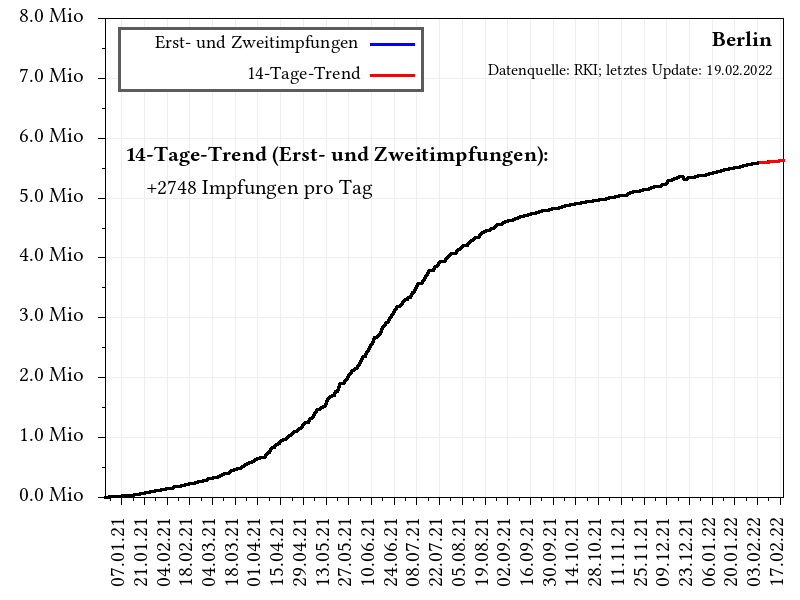 8.0 Mio
7.0 Mio
6.0 Mio
5.0 Mio
4.0 Mio
3.0 Mio
2.0 Mio
1.0 Mio
0.0 Mio
Erst- und Zweitimpfungen
14-Tage-Trend
Berlin
Datenquelle: RKI; letztes Update: 19.02.2022
14-Tage-Trend (Erst- und Zweitimpfungen):
+2748 Impfungen pro Tag
07.01.21
21.01.21
04.02.21
18.02.21
04.03.21
18.03.21
01.04.21
15.04.21
29.04.21
13.05.21
27.05.21
10.06.21
24.06.21
08.07.21
22.07.21
05.08.21
19.08.21
02.09.21
16.09.21
30.09.21
14.10.21
28.10.21
11.11.21
25.11.21
09.12.21
23.12.21
06.01.22
20.01.22
03.02.22
17.02.22